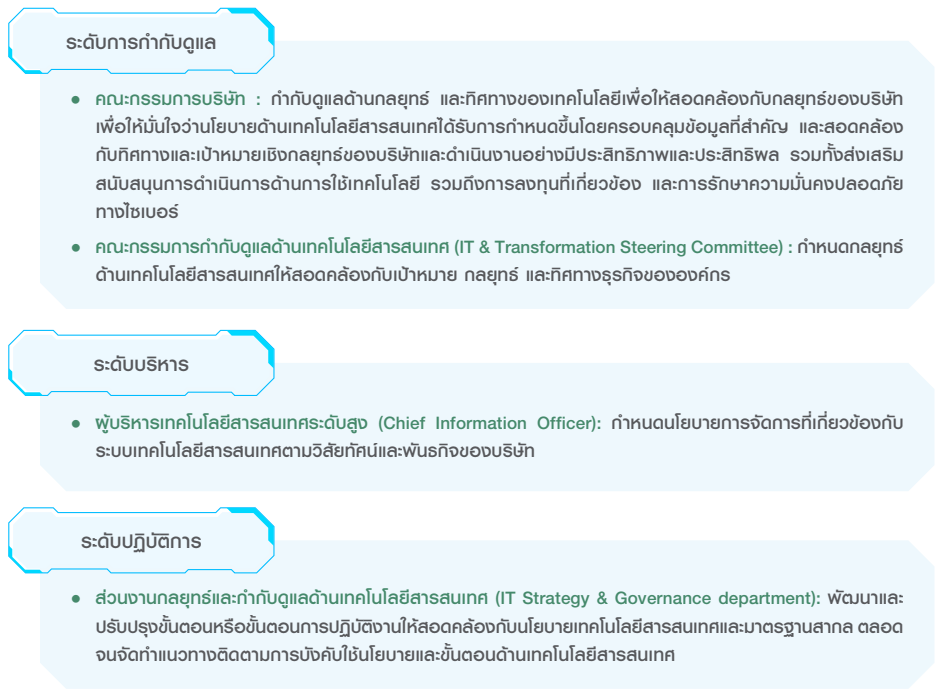 ระดับการกำกับดูแล
● คณะกรรมการบริษัท : กำกับดูแลด้านกลยุทธ์ และทิศทางของเทคโนโลยีเพื่อให้สอดคล้องกับกลยุทธ์ของบริษัท
เพื่อให้มั่นใจว่านโยบายด้านเทคโนโลยีสารสนเทศได้รับการกำหนดขึ้นโดยครอบคลุมข้อมูลที่สำคัญ และสอดคล้อง
กับทิศทางและเป้าหมายเชิงกลยุทธ์ของบริษัทและดำเนินงานอย่างมีประสิทธิภาพและประสิทธิผล รวมทั้งส่งเสริม
สนับสนุนการดำเนินการด้านการใช้เทคโนโลยี รวมถึงการลงทุนที่เกี่ยวข้อง และการรักษาความมั่นคงปลอดภัย
ทางไซเบอร์
● คณะกรรมการกำกับดูแลด้านเทคโนโลยีสารสนเทศ (IT & Transformation Steering Committee) : กำหนดกลยุทธ์
ด้านเทคโนโลยีสารสนเทศให้สอดคล้องกับเป้าหมาย กลยุทธ์ และทิศทางธุรกิจขององค์กร
ระดับบริหาร
● ผู้บริหารเทคโนโลยีสารสนเทศระดับสูง (Chief Information Officer): กำหนดนโยบายการจัดการที่เกี่ยวข้องกับ
ระบบเทคโนโลยีสารสนเทศตามวิสัยทัศน์และพันธกิจของบริษัท
ระดับปฏิบัติการ
● ส่วนงานกลยุทธ์และกำกับดูแลด้านเทคโนโลยีสารสนเทศ (IT Strategy & Governance department): พัฒนาและ
ปรับปรุงขั้นตอนหรือขั้นตอนการปฏิบัติงานให้สอดคล้องกับนโยบายเทคโนโลยีสารสนเทศและมาตรฐานสากล ตลอด
จนจัดทำแนวทางติดตามการบังคับใช้นโยบายและขั้นตอนด้านเทคโนโลยีสารสนเทศ